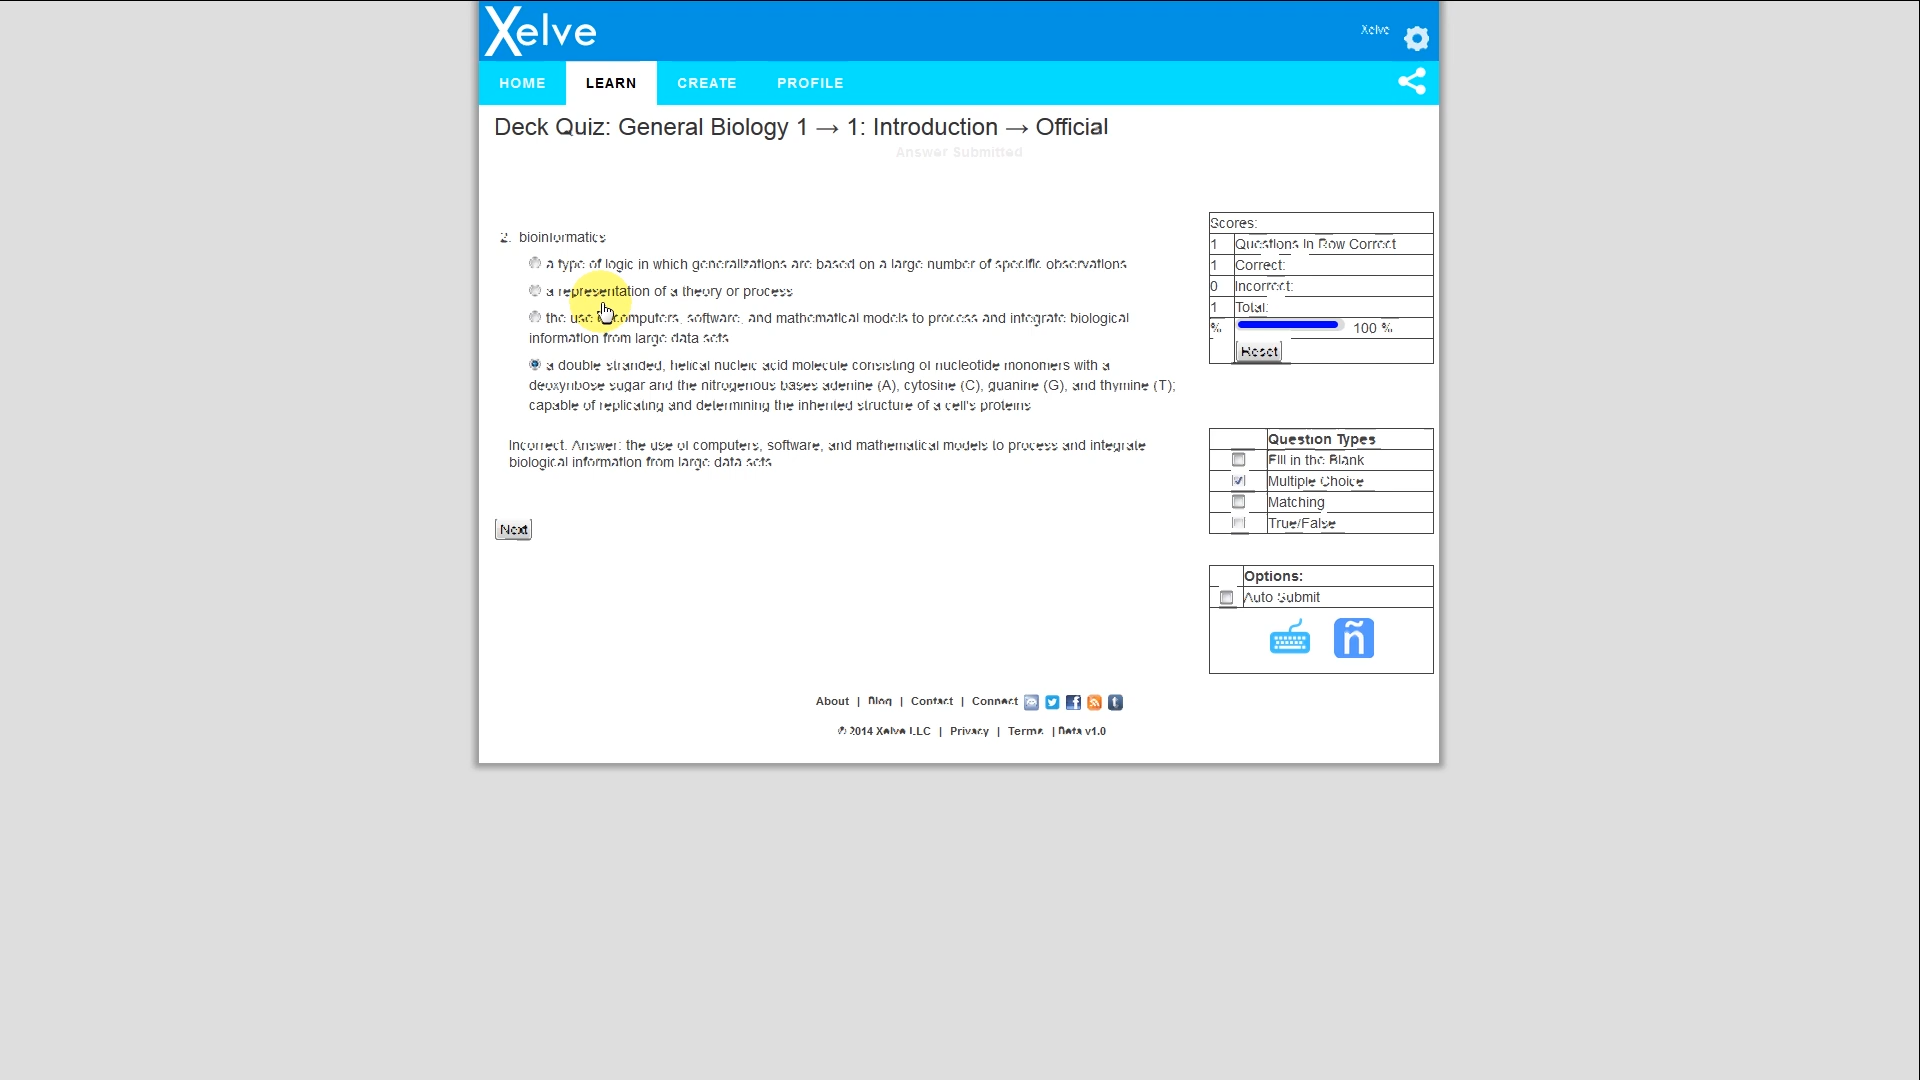 Xelve
Xelve
HOME LEARN CREATE PROFILE
Deck Quiz: General Biology 1 → 1: Introduction → Official
Answer Submitted
2. bioinformatics
a type of logic in which generalizations are based on a large number of specific observations
a representation of a theory or process
the use of computers, software, and mathematical models to process and integrate biological
information from large data sets
a double stranded, helical nucleic acid molecule consisting of nucleotide monomers with a
deoxyribose sugar and the nitrogenous bases adenine (A), cytosine (C), guanine (G), and thymine (T);
capable of replicating and determining the inherited structure of a cell's proteins
Incorrect. Answer: the use of computers, software, and mathematical models to process and integrate
biological information from large data sets
Next
Scores:
1 Questions In Row Correct
1 Correct:
0 Incorrect:
1 Total:
% 100 %
Reset
Question Types
Fill in the Blank
Multiple Choice
Matching
True/False
Options:
Auto Submit
ñ
About | Blog | Contact | Connect
© 2014 Xelve LLC | Privacy | Terms | Beta v1.0